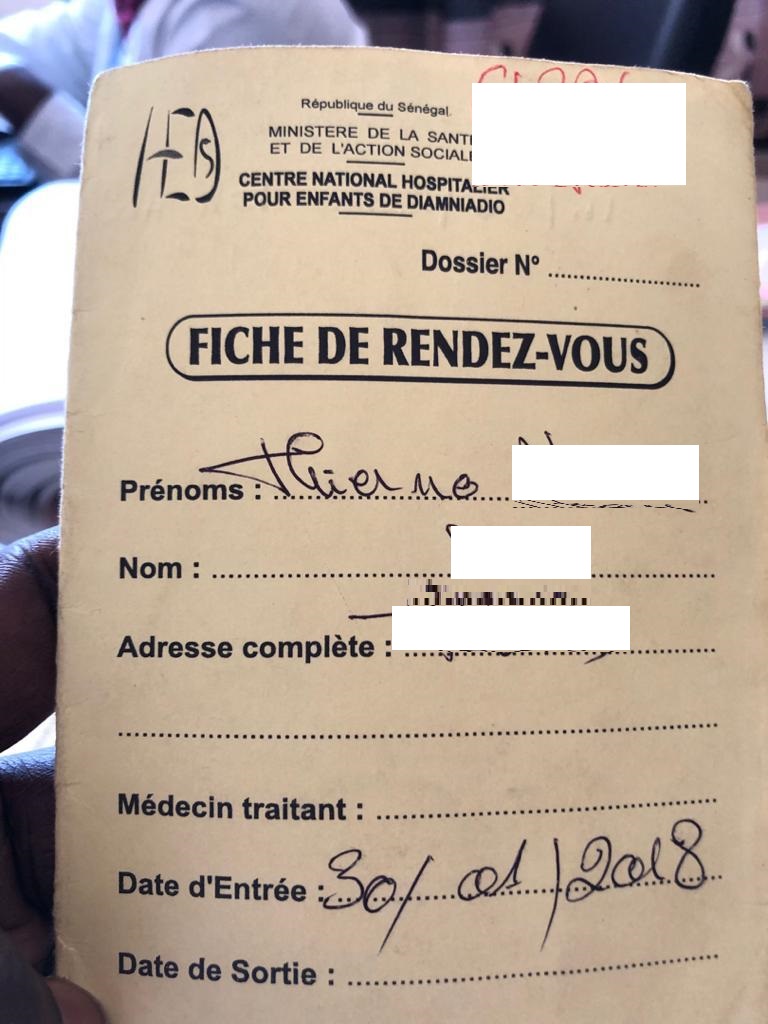 République du Sénégal
MINISTERE DE LA SANT
ET DE L'ACTION SOCIALE
CENTRE NATIONAL HOSPITALIER
POUR ENFANTS DE DIAMNIADIO
Dossier N° ....................
FICHE DE RENDEZ-VOUS
Prénoms : Thierno
Nom :
Adresse complète :
Médecin traitant :
Date d'Entrée : 30/01/2018
Date de Sortie :